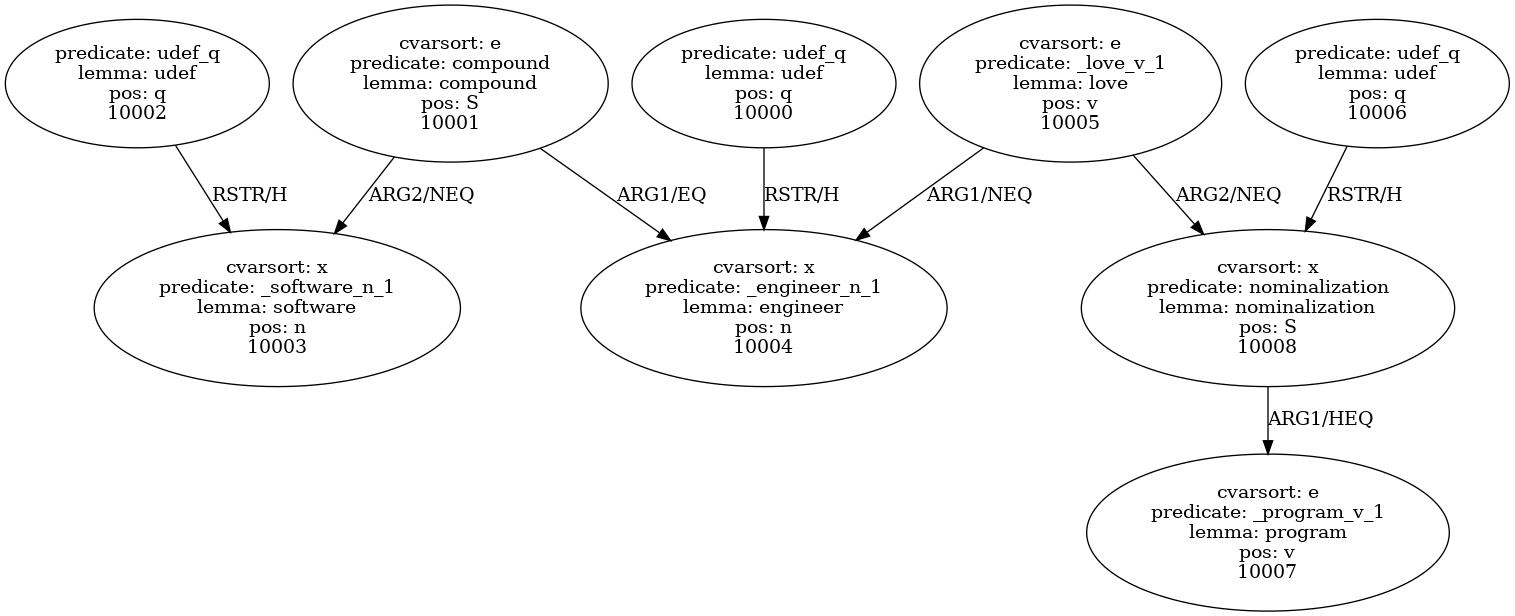 predicate: udef_q
lemma: udef
pos: q
10002
cvarsort: e
predicate: compound
lemma: compound
pos: S
10001
predicate: udef_q
lemma: udef
pos: q
10000
cvarsort: e
predicate: _love_v_1
lemma: love
pos: v
10005
predicate: udef_q
lemma: udef
pos: q
10006
RSTR/H
ARG2/NEQ
ARG1/EQ
RSTR/H
ARG1/NEQ
ARG2/NEQ
RSTR/H
cvarsort: x
predicate: _software_n_1
lemma: software
pos: n
10003
cvarsort: x
predicate: _engineer_n_1
lemma: engineer
pos: n
10004
cvarsort: x
predicate: nominalization
lemma: nominalization
pos: S
10008
ARG1/HEQ
cvarsort: e
predicate: _program_v_1
lemma: program
pos: v
10007